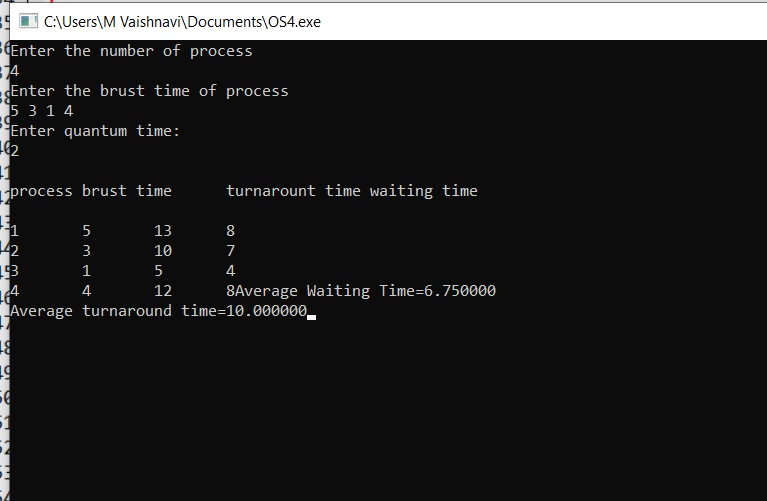 C:\Users\M Vaishnavi\Documents\OS4.exe
Enter the number of process
4
Enter the brust time of process
5 3 1 4
Enter quantum time:
2
process brust time      turnarount time waiting time
1       5       13      8
2       3       10      7
3       1       5       4
4       4       12      8Average Waiting Time=6.750000
Average turnaround time=10.000000